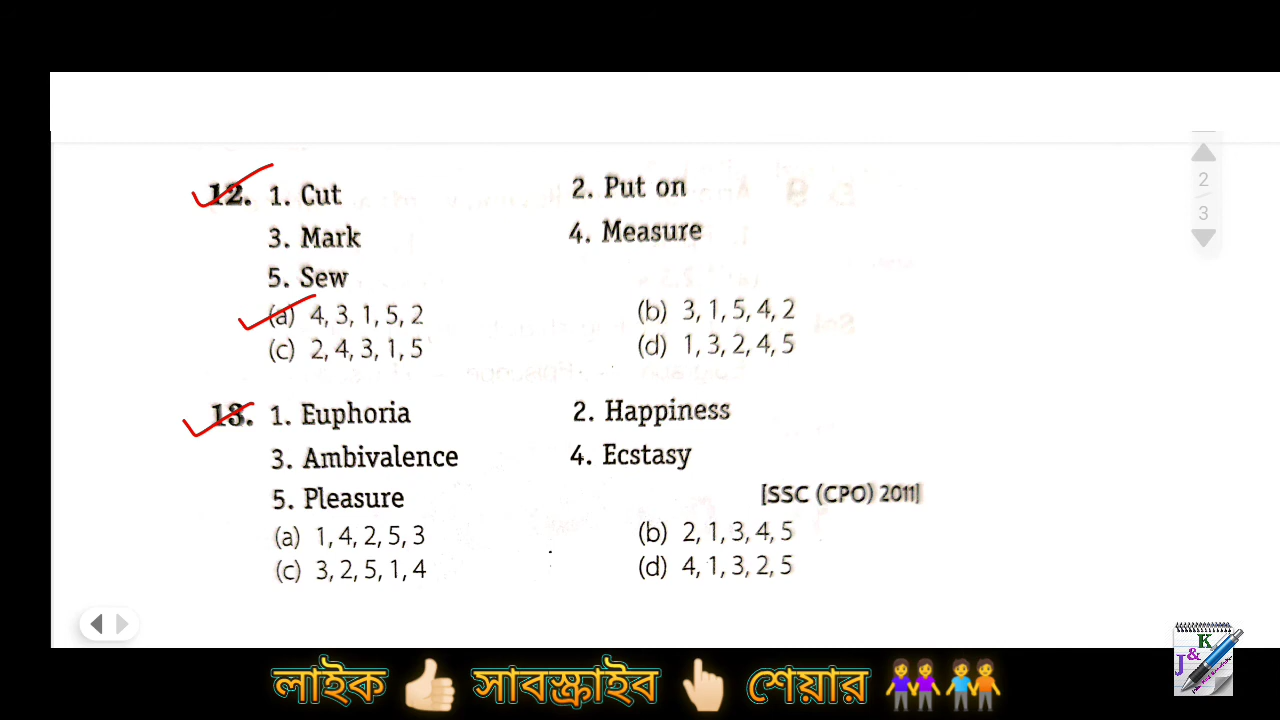 12. 1. Cut 2. Put on
3. Mark 4. Measure
5. Sew
(a) 4, 3, 1, 5, 2 (b) 3, 1, 5, 4, 2
(c) 2, 4, 3, 1, 5 (d) 1, 3, 2, 4, 5
2
3
13. 1. Euphoria 2. Happiness
3. Ambivalence 4. Ecstasy
5. Pleasure [SSC (CPO) 2011]
(a) 1, 4, 2, 5, 3 (b) 2, 1, 3, 4, 5
(c) 3, 2, 5, 1, 4 (d) 4, 1, 3, 2, 5
J & K
লাইক সাবস্ক্রাইব শেয়ার